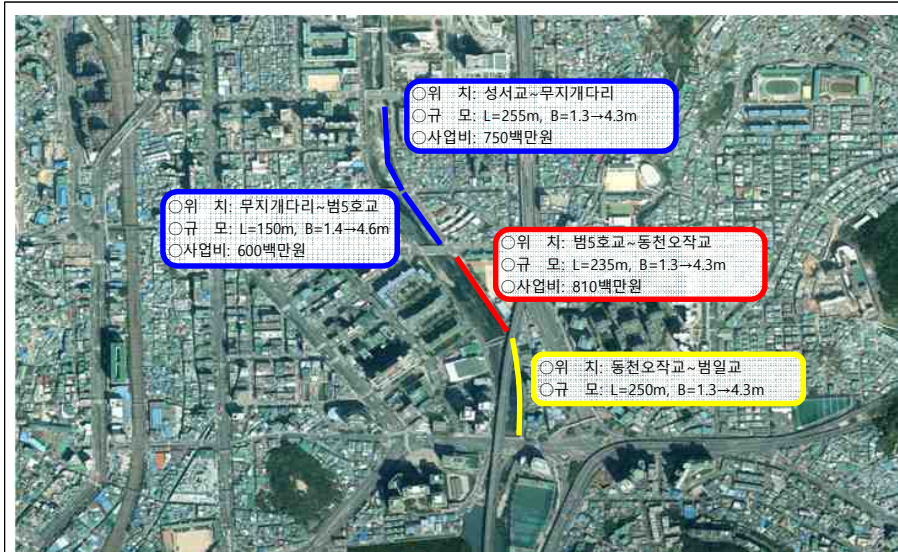 ○위 치: 성서교~무지개다리
○규 모: L=255m, B=1.3→4.3m
○사업비: 750백만원
○위 치: 무지개다리~범5호교
○규 모: L=150m, B=1.4→4.6m
○사업비: 600백만원
○위 치: 범5호교~동천오작교
○규 모: L=235m, B=1.3→4.3m
○사업비: 810백만원
○위 치: 동천오작교~범일교
○규 모: L=250m, B=1.3→4.3m